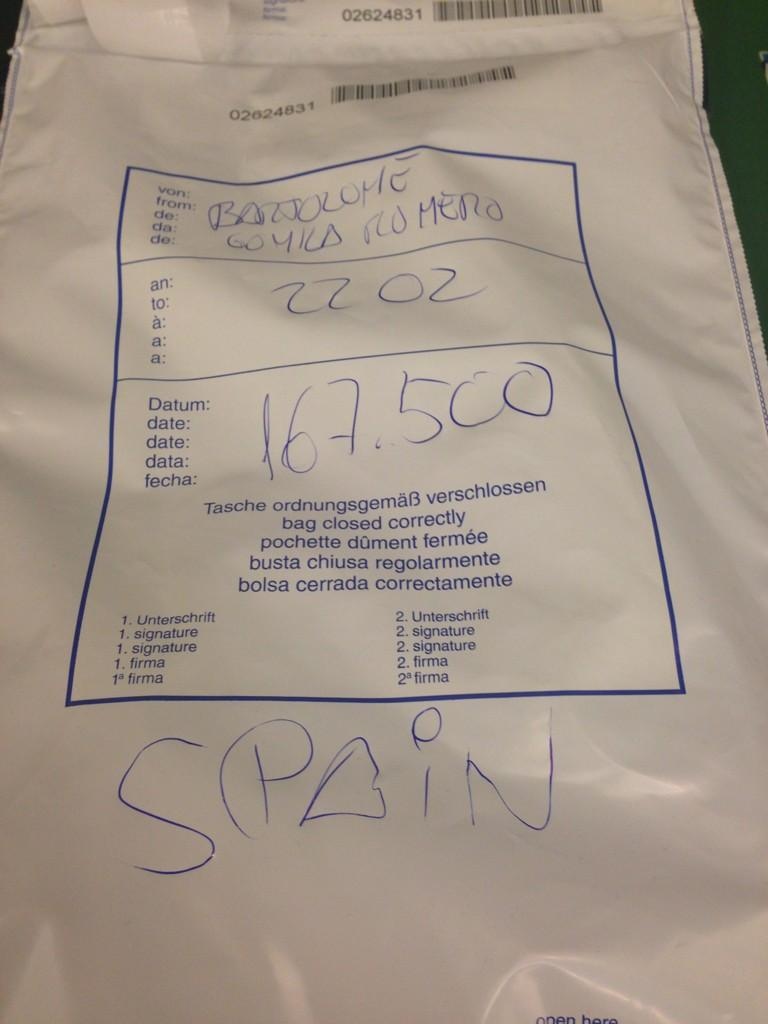 02624831
02624831
von:
from:
de:
da:
de:
BARTOLOMÉ
GOMILA ROMERO
an:
to:
à:
a:
a:
2202
Datum:
date:
date:
data:
fecha:
167.500
Tasche ordnungsgemäß verschlossen
bag closed correctly
pochette dûment fermée
busta chiusa regolarmente
bolsa cerrada correctamente
1. Unterschrift
1. signature
1. signature
1. firma
1ª firma
2. Unterschrift
2. signature
2. signature
2. firma
2ª firma
SPAIN
open here